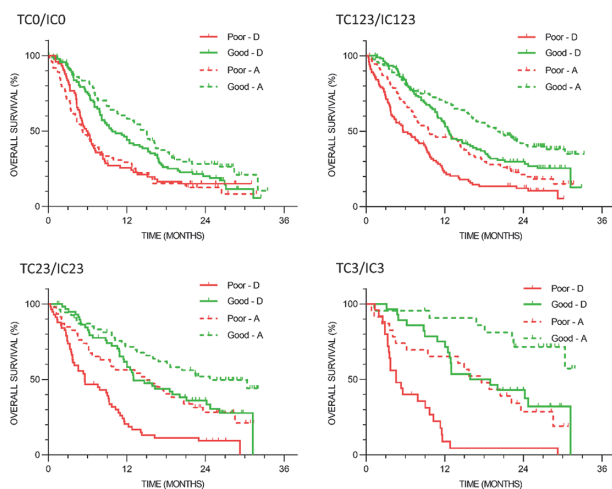 TC0/IC0
Poor - D
Good - D
Poor - A
Good - A
100
50
0
0 12 24 36
OVERALL SURVIVAL (%)
TIME (MONTHS)
TC123/IC123
Poor - D
Good - D
Poor - A
Good - A
100
50
0
0 12 24 36
OVERALL SURVIVAL (%)
TIME (MONTHS)
TC23/IC23
Poor - D
Good - D
Poor - A
Good - A
100
50
0
0 12 24 36
OVERALL SURVIVAL (%)
TIME (MONTHS)
TC3/IC3
Poor - D
Good - D
Poor - A
Good - A
100
50
0
0 12 24 36
OVERALL SURVIVAL (%)
TIME (MONTHS)